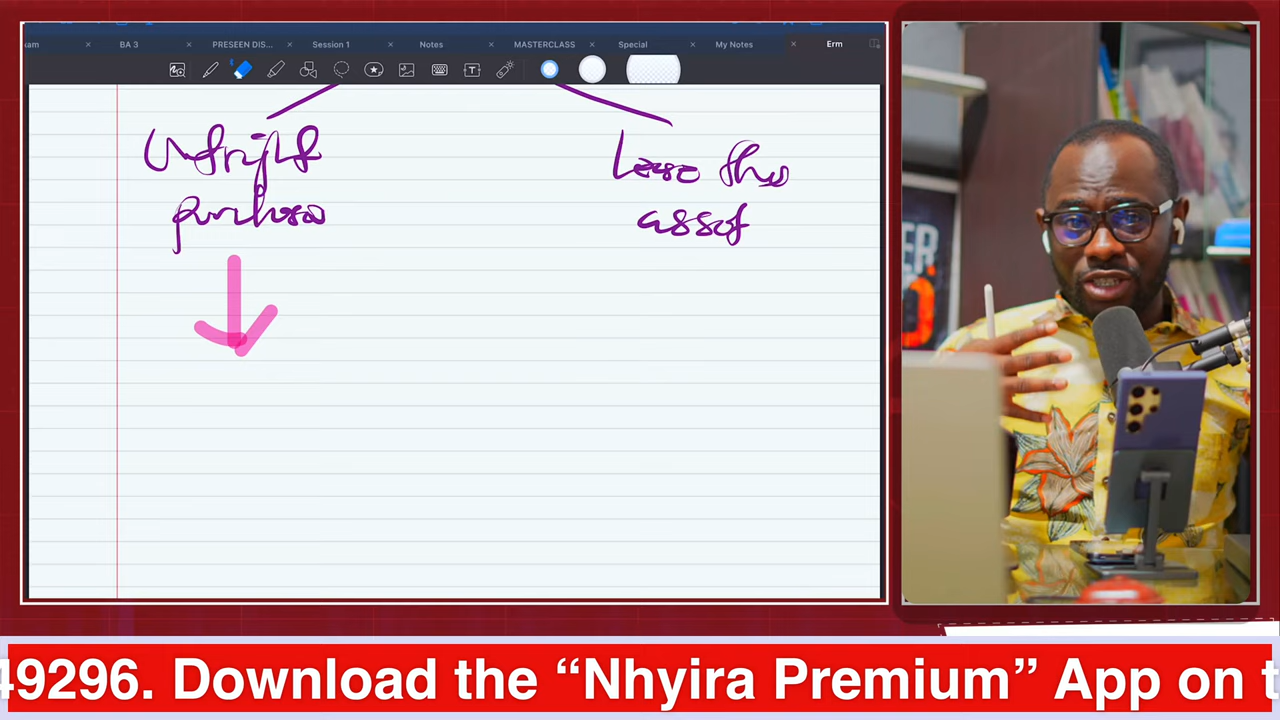 xam BA 3 PRESEEN DIS... Session 1 Notes MASTERCLASS Special My Notes Erm
Outright
purchase
Lease the
asset
49296. Download the “Nhyira Premium” App on t